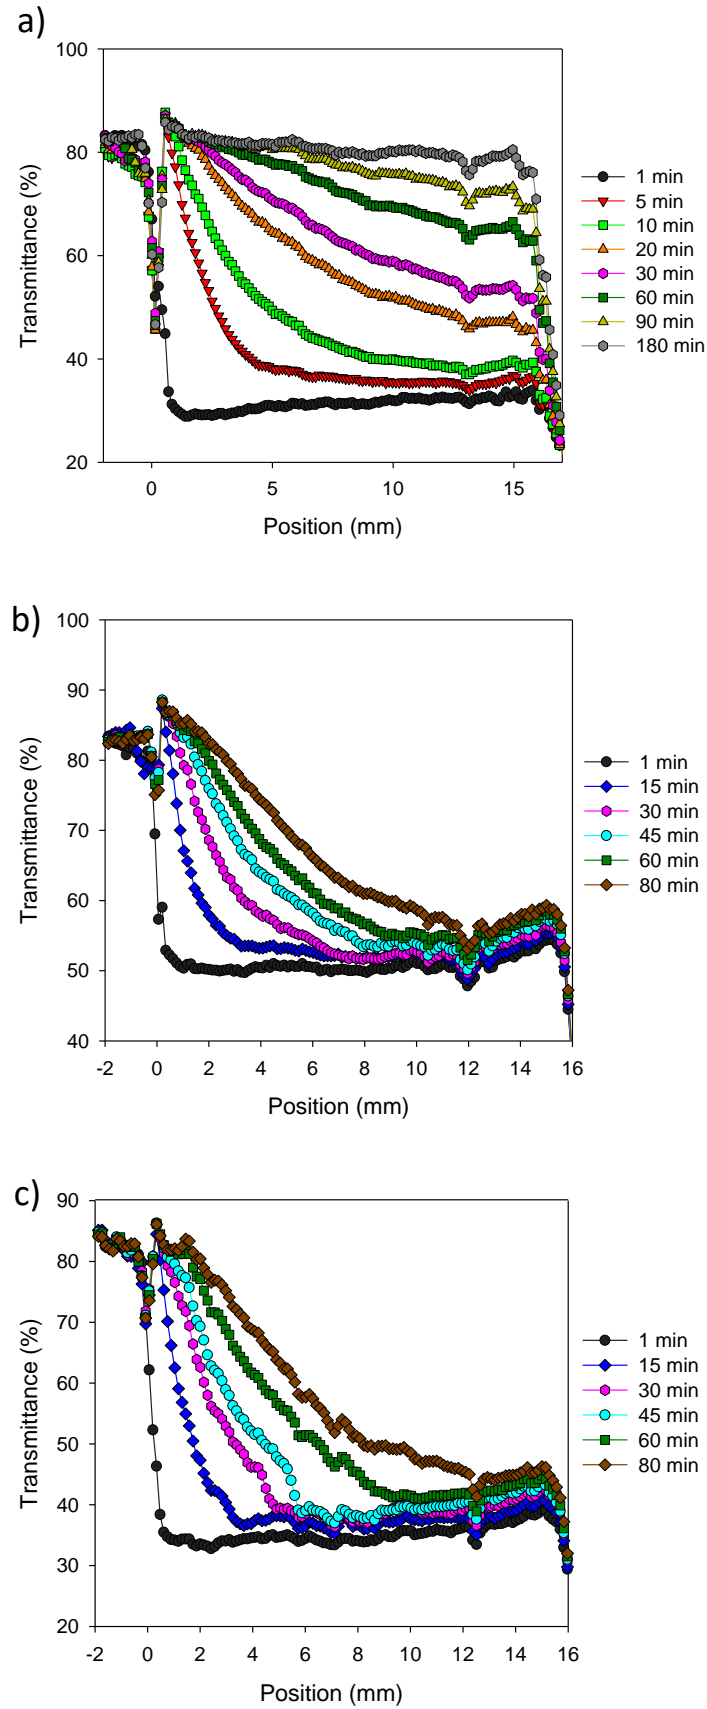 a)
100
80
60
40
20
Transmittance (%)
0 5 10 15
Position (mm)
1 min
5 min
10 min
20 min
30 min
60 min
90 min
180 min
b)
100
90
80
70
60
50
40
Transmittance (%)
-2 0 2 4 6 8 10 12 14 16
Position (mm)
1 min
15 min
30 min
45 min
60 min
80 min
c)
90
80
70
60
50
40
30
20
Transmittance (%)
-2 0 2 4 6 8 10 12 14 16
Position (mm)
1 min
15 min
30 min
45 min
60 min
80 min